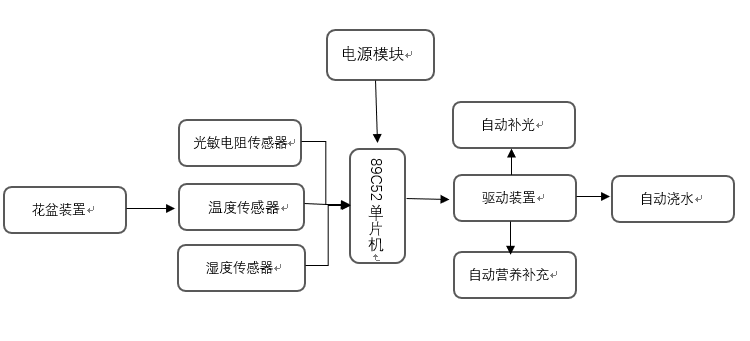 电源模块
光敏电阻传感器
自动补光
花盆装置
温度传感器
89C52单片机
驱动装置
自动浇水
湿度传感器
自动营养补充